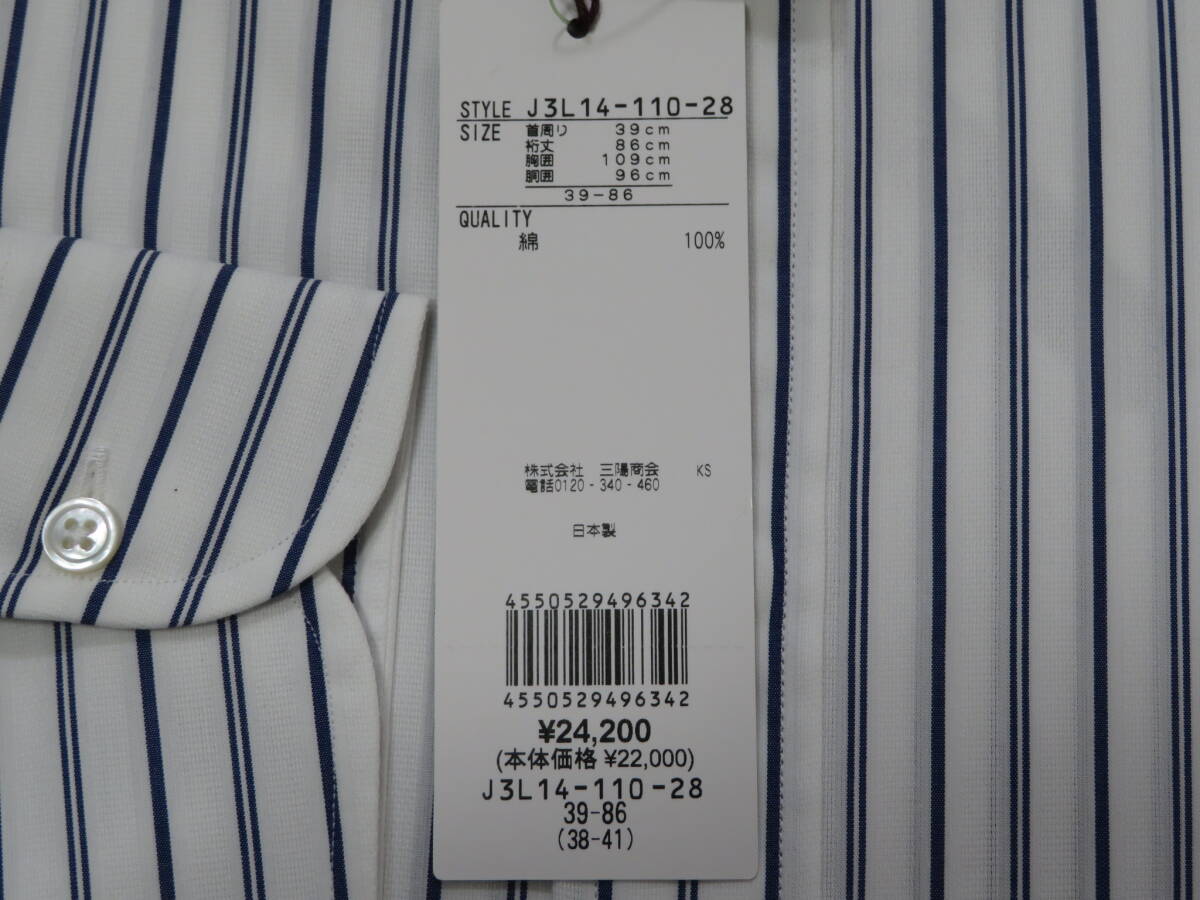 STYLE J3L14-110-28
SIZE 首周り 39cm
裄丈 86cm
胸囲 109cm
胴囲 96cm
39-86
QUALITY
綿 100%
株式会社 三陽商会 KS
電話0120-340-460
日本製
4550529496342
4550529496342
¥24,200
(本体価格 ¥22,000)
J3L14-110-28
39-86
(38-41)